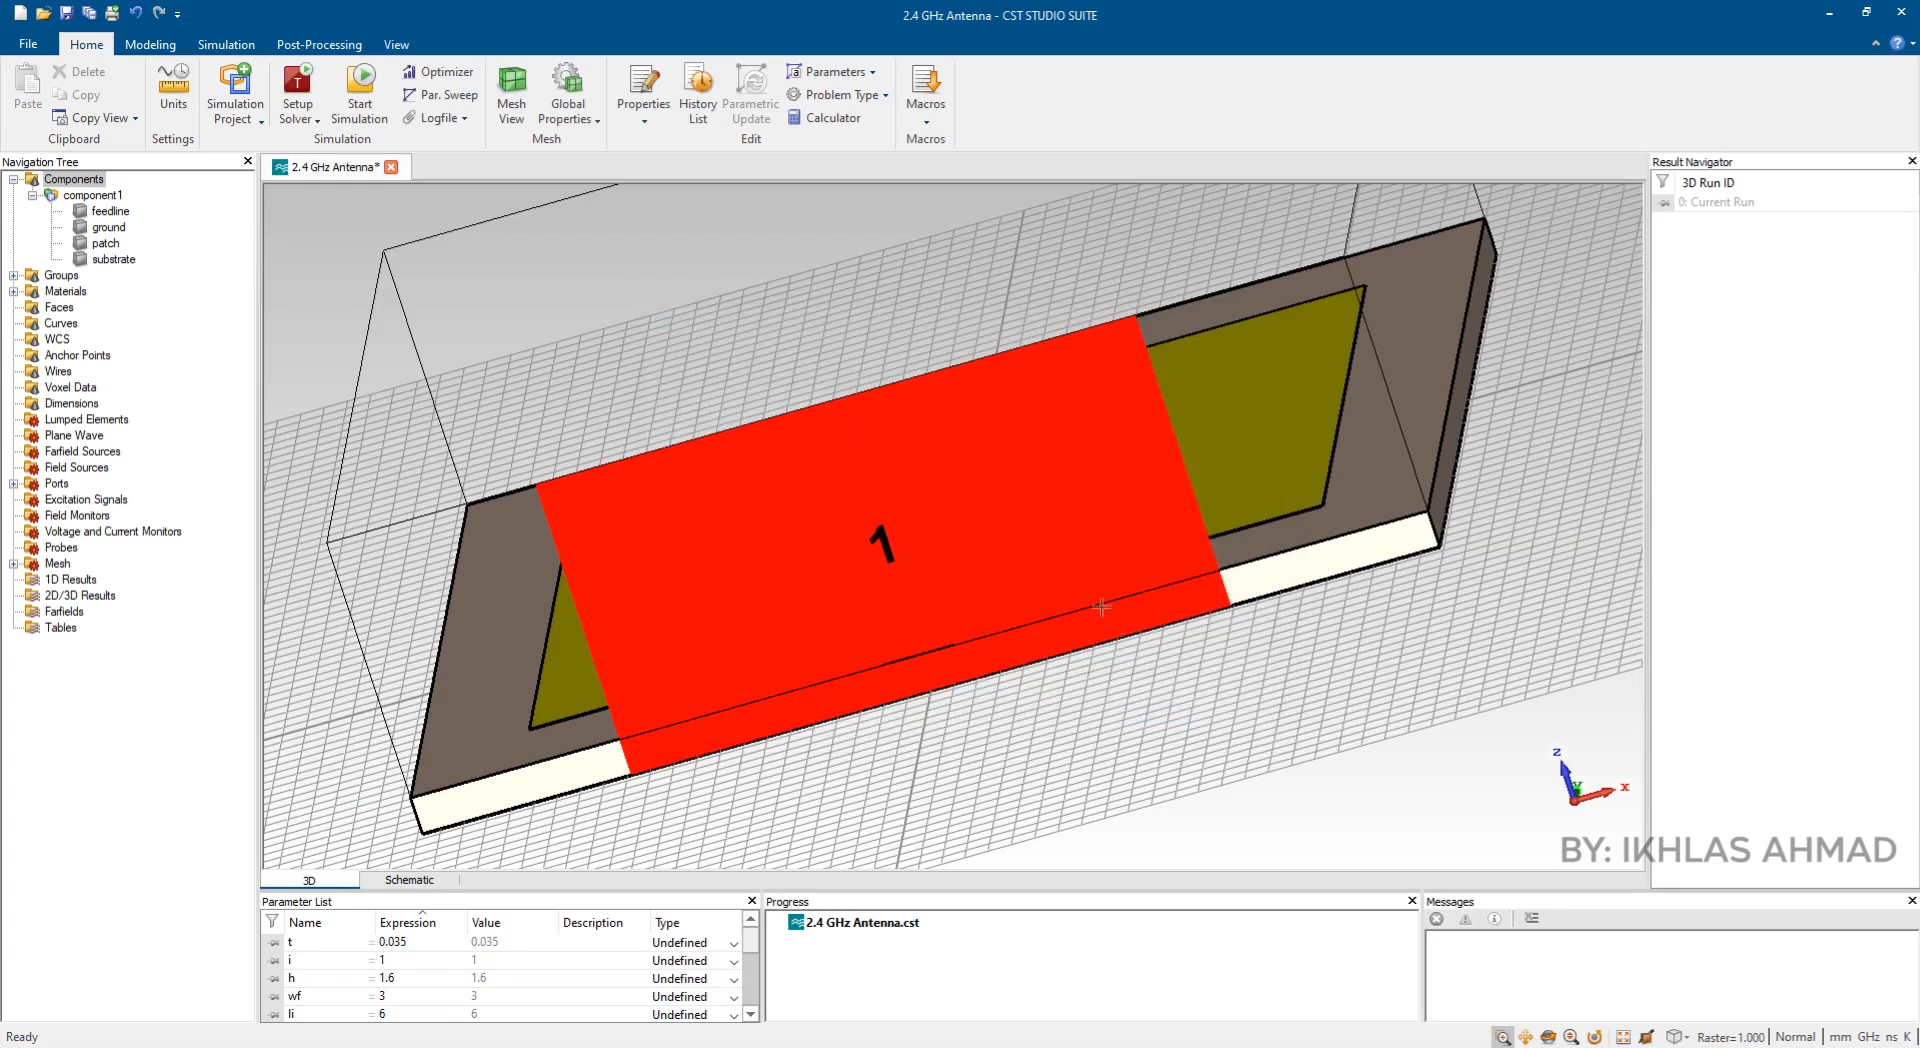 2.4 GHz Antenna - CST STUDIO SUITE
File Home Modeling Simulation Post-Processing View
Paste Delete Copy Copy View Clipboard
Units Settings
Simulation Project Setup Solver Start Simulation Optimizer Par. Sweep Logfile Simulation
Mesh View Global Properties Mesh
Properties History List Parametric Update Parameters Problem Type Calculator Edit
Macros Macros
Navigation Tree
Components
component1
feedline
ground
patch
substrate
Groups
Materials
Faces
Curves
WCS
Anchor Points
Wires
Voxel Data
Dimensions
Lumped Elements
Plane Wave
Farfield Sources
Field Sources
Ports
Excitation Signals
Field Monitors
Voltage and Current Monitors
Probes
Mesh
1D Results
2D/3D Results
Farfields
Tables
2.4 GHz Antenna*
1
z
y
x
BY: IKHLAS AHMAD
3D Schematic
Result Navigator
3D Run ID
0: Current Run
Parameter List
Name Expression Value Description Type
t = 0.035 0.035 Undefined
i = 1 1 Undefined
h = 1.6 1.6 Undefined
wf = 3 3 Undefined
li = 6 6 Undefined
Progress
2.4 GHz Antenna.cst
Messages
Ready
Raster=1.000 Normal mm GHz ns K